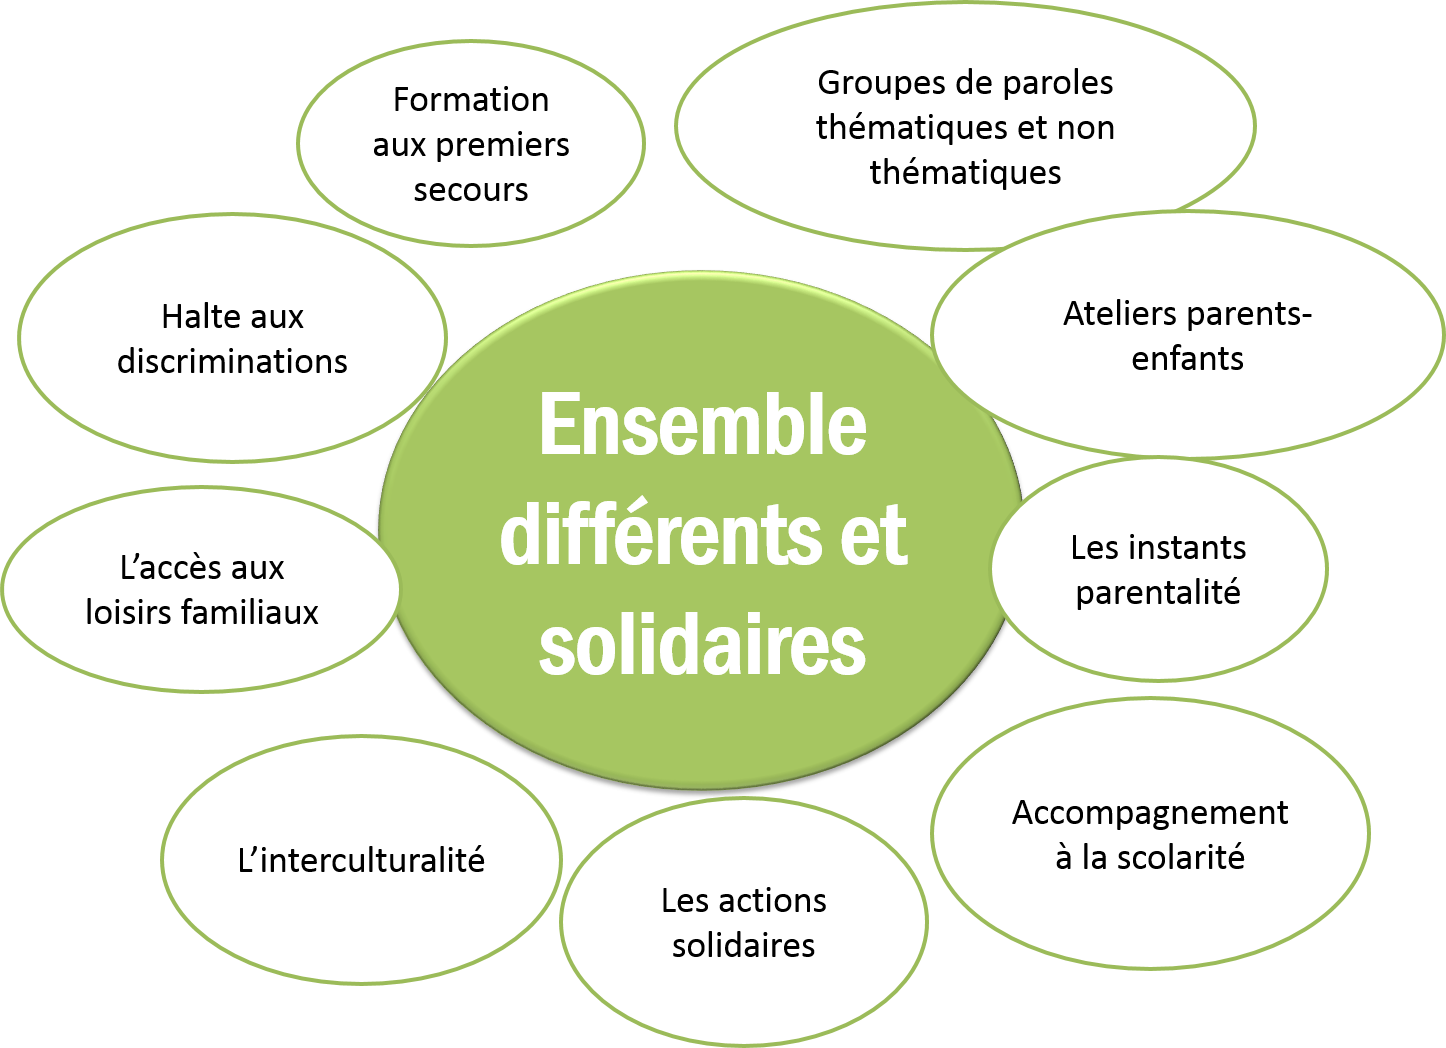 Formation
aux premiers
secours
Groupes de paroles
thématiques et non
thématiques
Halte aux
discriminations
Ateliers parents-
enfants
Ensemble
différents et
solidaires
L’accès aux
loisirs familiaux
Les instants
parentalité
L’interculturalité
Les actions
solidaires
Accompagnement
à la scolarité